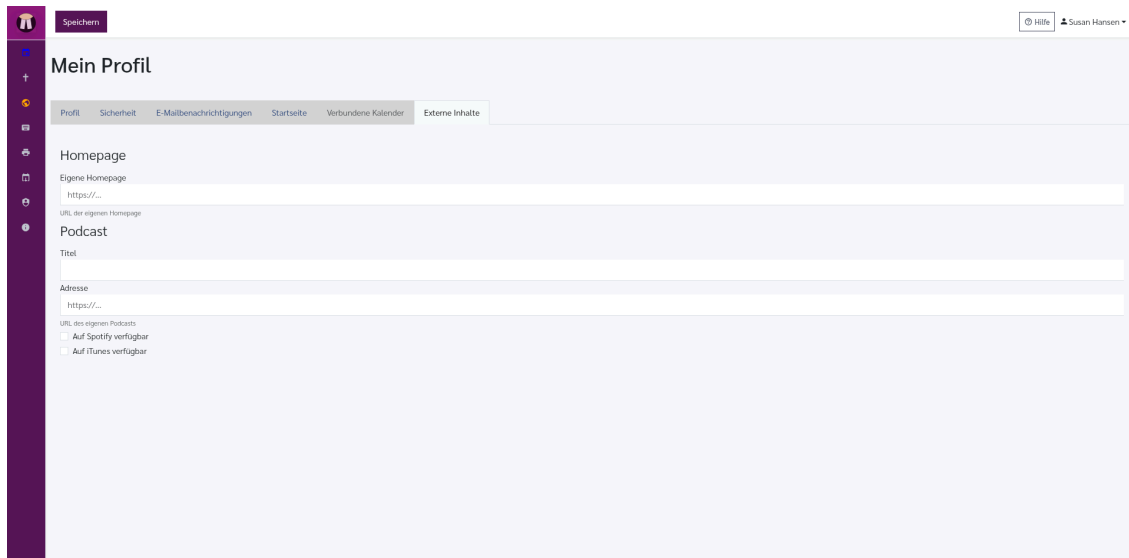 Speichern
Hilfe
Susan Hansen
Mein Profil
Profil
Sicherheit
E-Mailbenachrichtigungen
Startseite
Verbundene Kalender
Externe Inhalte
Homepage
Eigene Homepage
https://...
URL der eigenen Homepage
Podcast
Titel
Adresse
https://...
URL des eigenen Podcasts
Auf Spotify verfügbar
Auf iTunes verfügbar